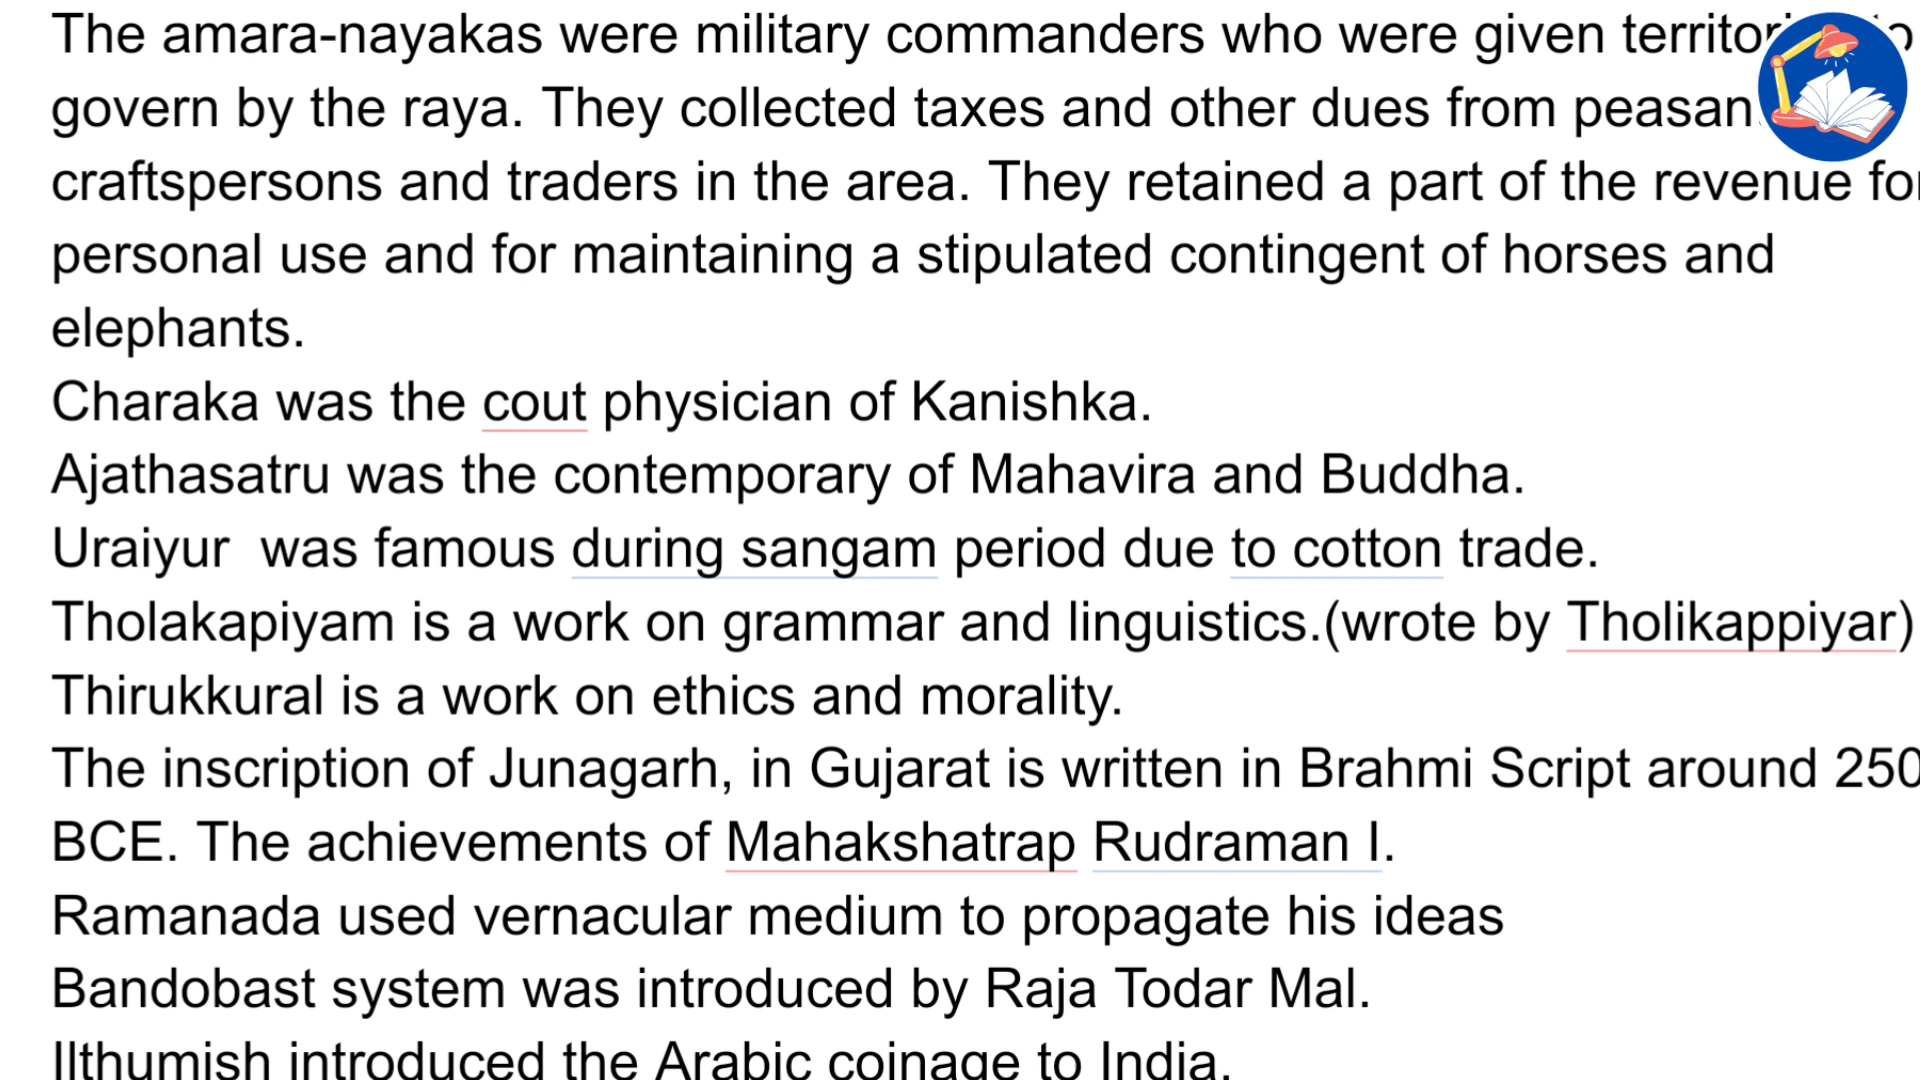 The amara-nayakas were military commanders who were given
govern by the raya. They collected taxes and other dues from
craftspersons and traders in the area. They retained a part of the revenue for
personal use and for maintaining a stipulated contingent of horses and
elephants.
Charaka was the cout physician of Kanishka.
Ajathasatru was the contemporary of Mahavira and Buddha.
Uraiyur was famous during sangam period due to cotton trade.
Tholakapiyam is a work on grammar and linguistics.(wrote by Tholikappiyar)
Thirukkural is a work on ethics and morality.
The inscription of Junagarh, in Gujarat is written in Brahmi Script around 250
BCE. The achievements of Mahakshatrap Rudraman I.
Ramanada used vernacular medium to propagate his ideas
Bandobast system was introduced by Raja Todar Mal.
Ilthumish introduced the Arabic coinage to India.